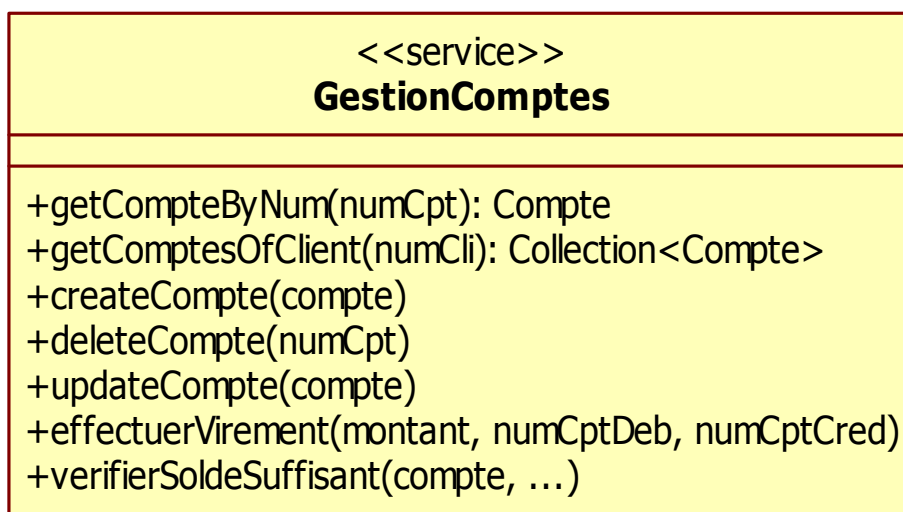 <<service>>
GestionComptes
+getCompteByNum(numCpt): Compte
+getComptesOfClient(numCli): Collection<Compte>
+createCompte(compte)
+deleteCompte(numCpt)
+updateCompte(compte)
+effectuerVirement(montant, numCptDeb, numCptCred)
+verifierSoldeSuffisant(compte, ...)